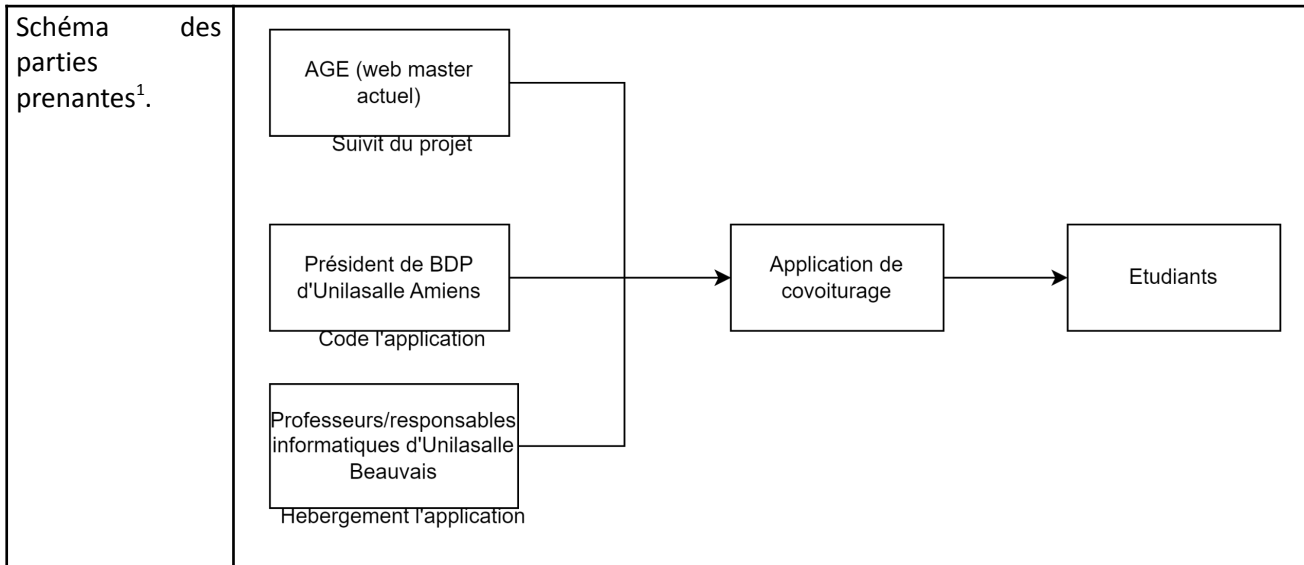 Schéma des
parties
prenantes¹.
AGE (web master
actuel)
Suivit du projet
Président de BDP
d'Unilasalle Amiens
Code l'application
Professeurs/responsables
informatiques d'Unilasalle
Beauvais
Hebergement l'application
Application de
covoiturage
Etudiants